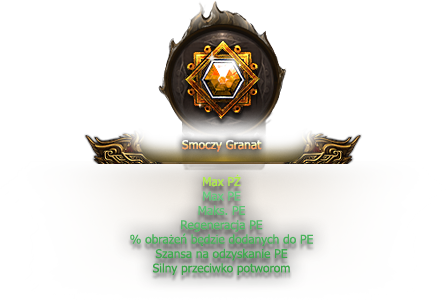 Smoczy Granat
Max PŻ
Max
PE
Regeneracja PE
% obrażeń będzie dodanych do PE
Szansa na odzyskanie PE
Silny przeciwko potworom